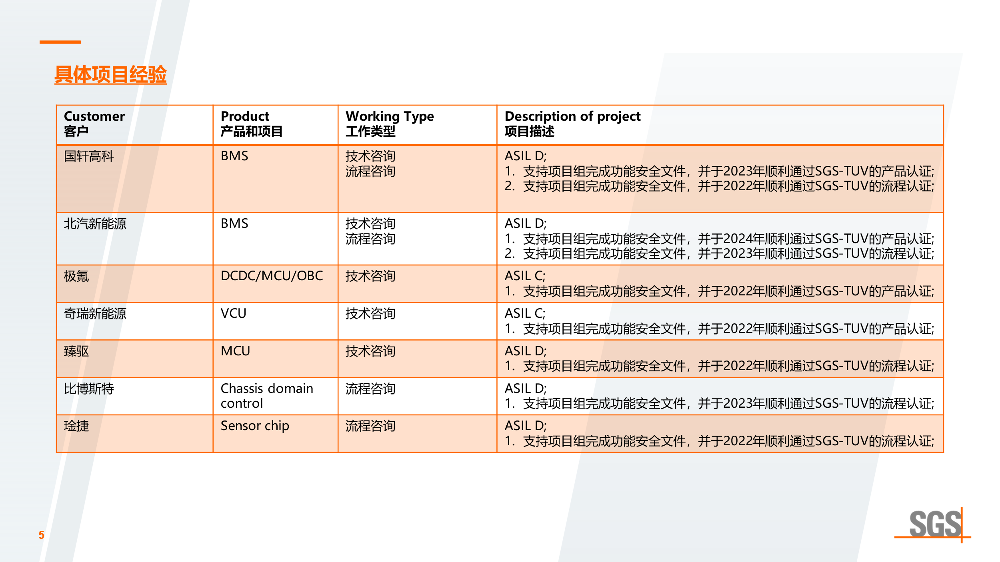 具体项目经验
Customer
客户
Product
产品和项目
Working Type
工作类型
Description of project
项目描述
国轩高科
BMS
技术咨询
流程咨询
ASIL D;
1. 支持项目组完成功能安全文件，并于2023年顺利通过SGS-TUV的产品认证;
2. 支持项目组完成功能安全文件，并于2022年顺利通过SGS-TUV的流程认证;
北汽新能源
BMS
技术咨询
流程咨询
ASIL D;
1. 支持项目组完成功能安全文件，并于2024年顺利通过SGS-TUV的产品认证;
2. 支持项目组完成功能安全文件，并于2023年顺利通过SGS-TUV的流程认证;
极氪
DCDC/MCU/OBC
技术咨询
ASIL C;
1. 支持项目组完成功能安全文件，并于2022年顺利通过SGS-TUV的产品认证;
奇瑞新能源
VCU
技术咨询
ASIL C;
1. 支持项目组完成功能安全文件，并于2022年顺利通过SGS-TUV的产品认证;
臻驱
MCU
技术咨询
ASIL D;
1. 支持项目组完成功能安全文件，并于2022年顺利通过SGS-TUV的流程认证;
比博斯特
Chassis domain
control
流程咨询
ASIL D;
1. 支持项目组完成功能安全文件，并于2023年顺利通过SGS-TUV的流程认证;
琻捷
Sensor chip
流程咨询
ASIL D;
1. 支持项目组完成功能安全文件，并于2022年顺利通过SGS-TUV的流程认证;
5
SGS